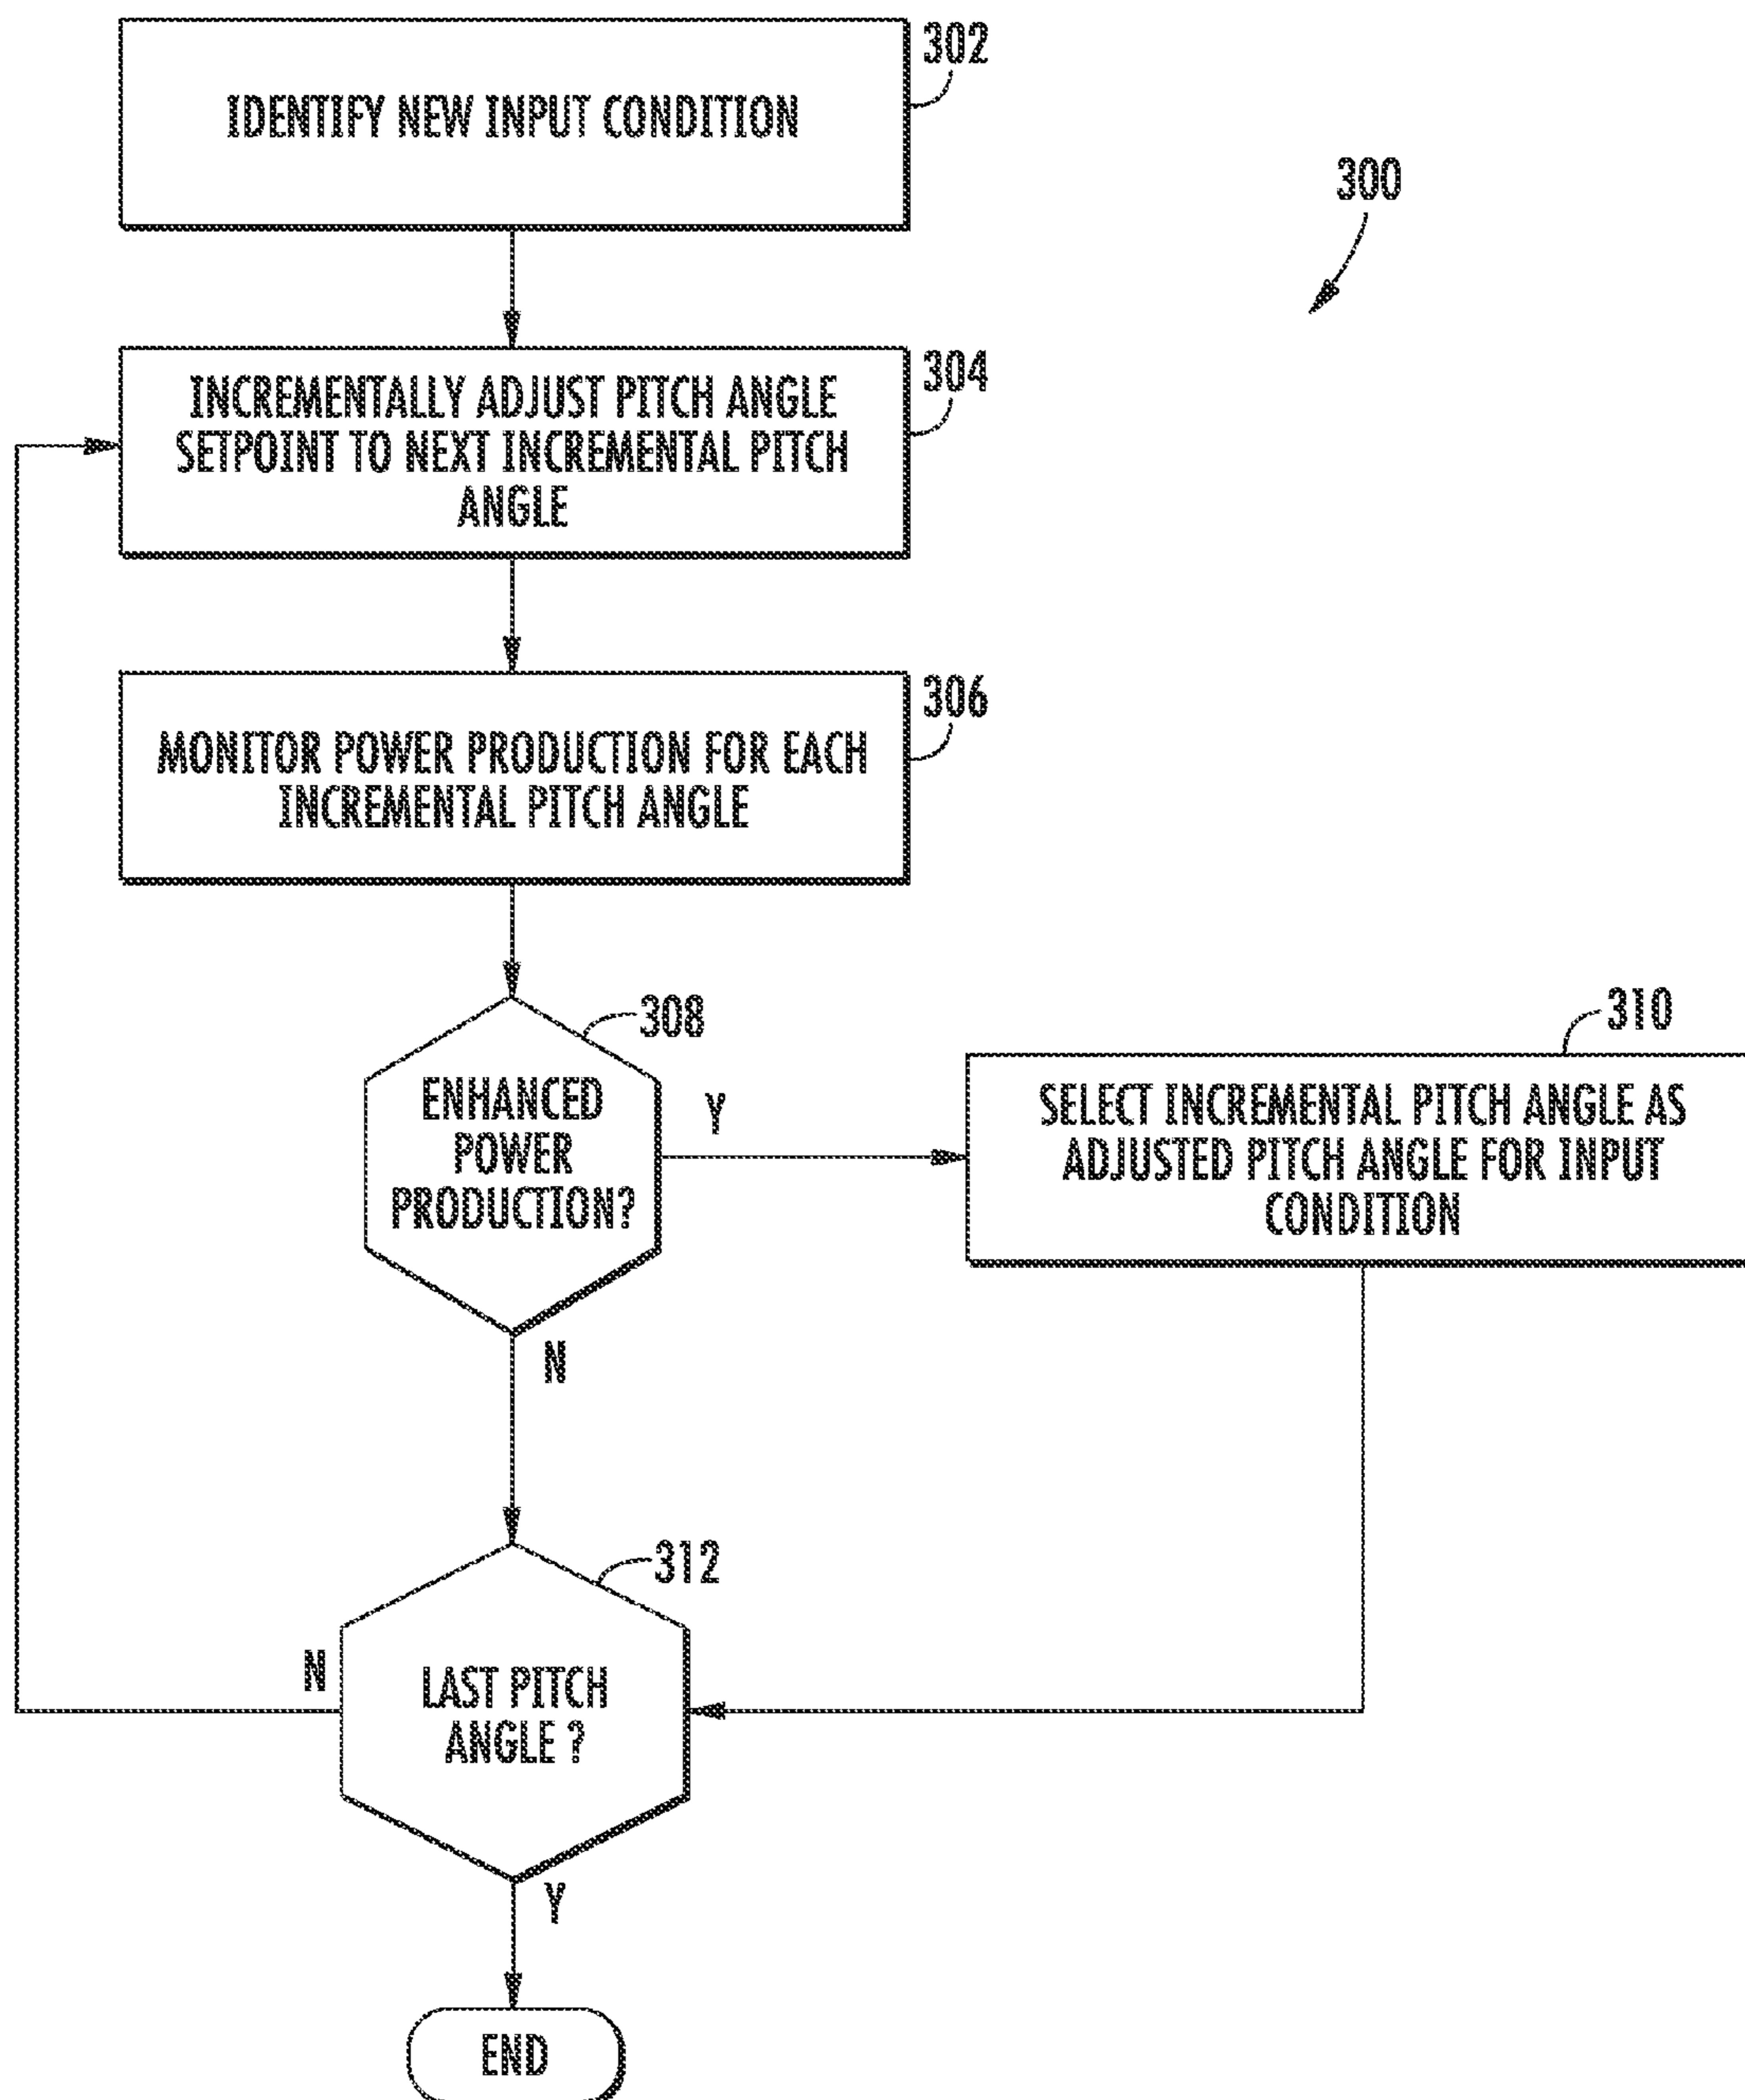 302
IDENTIFY NEW INPUT CONDITION
300
304
INCREMENTALLY ADJUST PITCH ANGLE
SETPOINT TO NEXT INCREMENTAL PITCH
ANGLE
306
MONITOR POWER PRODUCTION FOR EACH
INCREMENTAL PITCH ANGLE
308
ENHANCED
POWER
PRODUCTION?
Y
310
SELECT INCREMENTAL PITCH ANGLE AS
ADJUSTED PITCH ANGLE FOR INPUT
CONDITION
N
312
N
LAST PITCH
ANGLE ?
Y
END